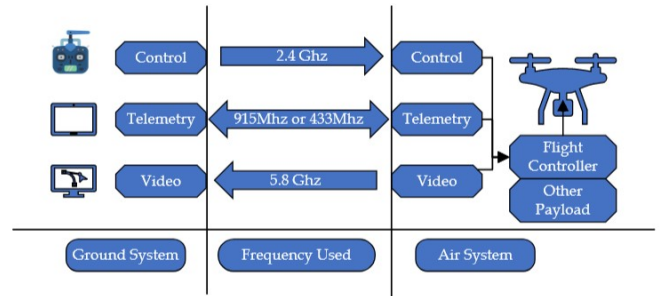 Control
2.4 Ghz
Control
Telemetry
915Mhz or 433Mhz
Telemetry
Flight
Controller
Video
5.8 Ghz
Video
Other
Payload
Ground System
Frequency Used
Air System